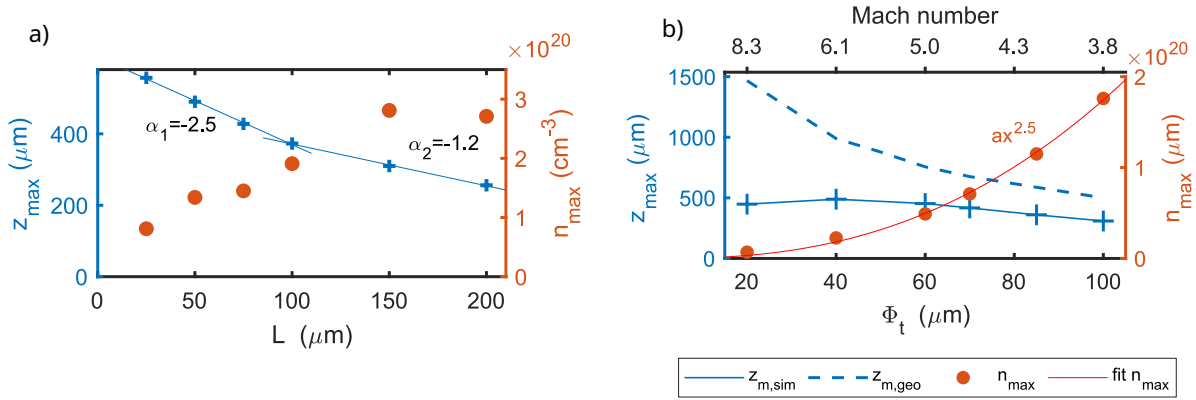 a)
×10^20
400
200
0
z_max (μm)
α_1=-2.5
α_2=-1.2
3
2
1
0
n_max (cm^-3)
0 50 100 150 200
L (μm)
b)
Mach number
8.3 6.1 5.0 4.3 3.8
×10^20
1500
1000
500
0
z_max (μm)
ax^2.5
2
1
0
n_max (μm)
20 40 60 80 100
Φ_t (μm)
z_m,sim z_m,geo n_max fit n_max